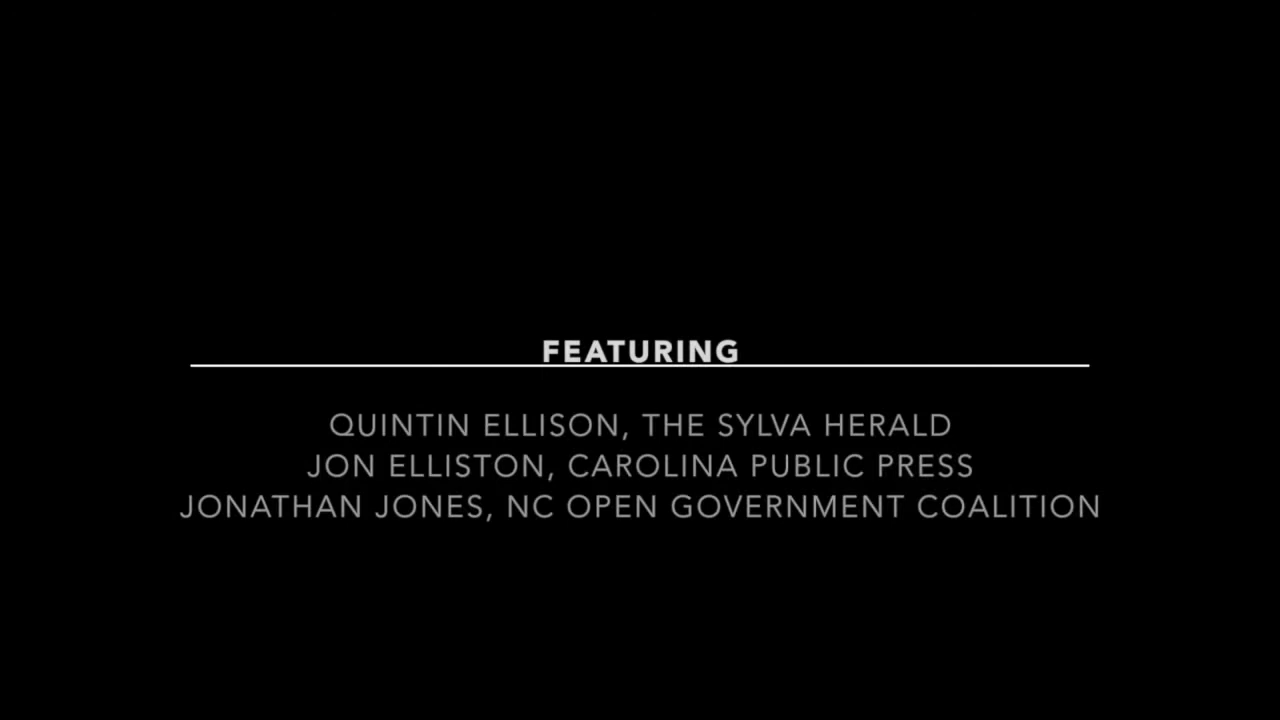 FEATURING
QUINTIN ELLISON, THE SYLVA HERALD
JON ELLISTON, CAROLINA PUBLIC PRESS
JONATHAN JONES, NC OPEN GOVERNMENT COALITION